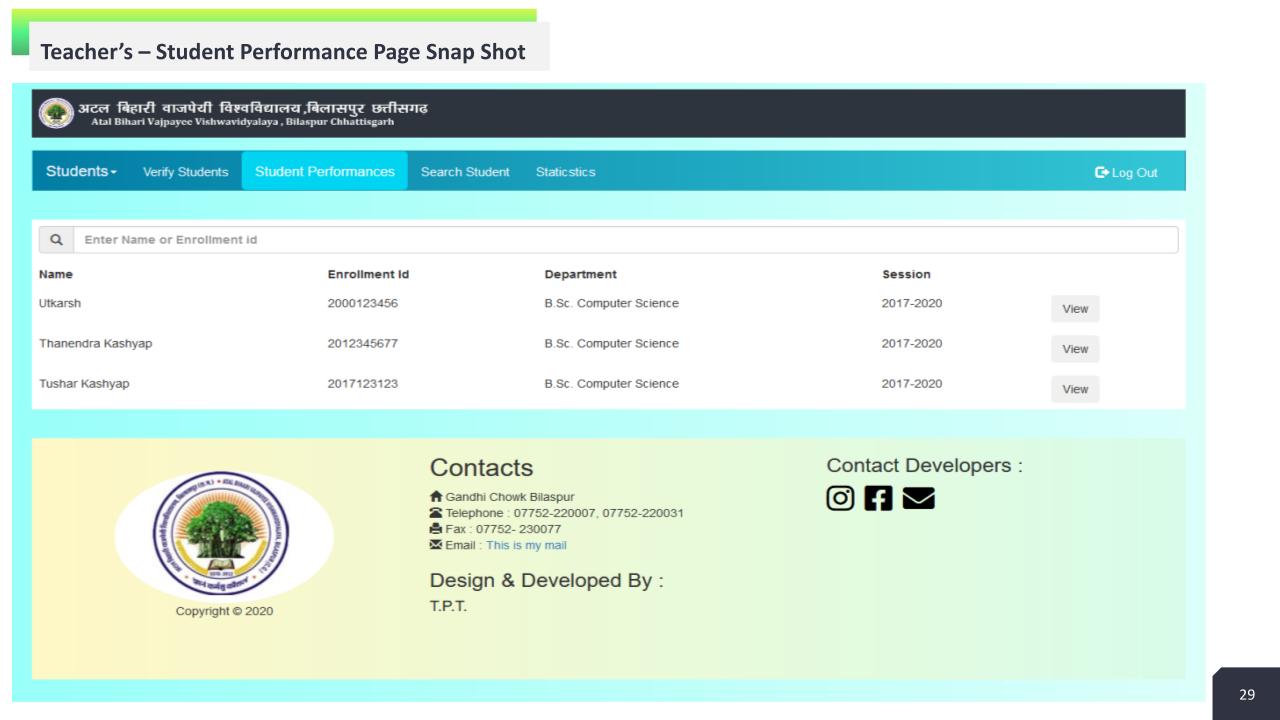 Teacher’s – Student Performance Page Snap Shot
अटल बिहारी वाजपेयी विश्वविद्यालय ,बिलासपुर छत्तीसगढ़
Atal Bihari Vajpayee Vishwavidyalaya , Bilaspur Chhattisgarh
Students Verify Students Student Performances Search Student Staticstics Log Out
Enter Name or Enrollment id
Name Enrollment Id Department Session
Utkarsh 2000123456 B.Sc. Computer Science 2017-2020 View
Thanendra Kashyap 2012345677 B.Sc. Computer Science 2017-2020 View
Tushar Kashyap 2017123123 B.Sc. Computer Science 2017-2020 View
Copyright © 2020
Contacts
Gandhi Chowk Bilaspur
Telephone : 07752-220007, 07752-220031
Fax : 07752- 230077
Email : This is my mail
Design & Developed By :
T.P.T.
Contact Developers :
29